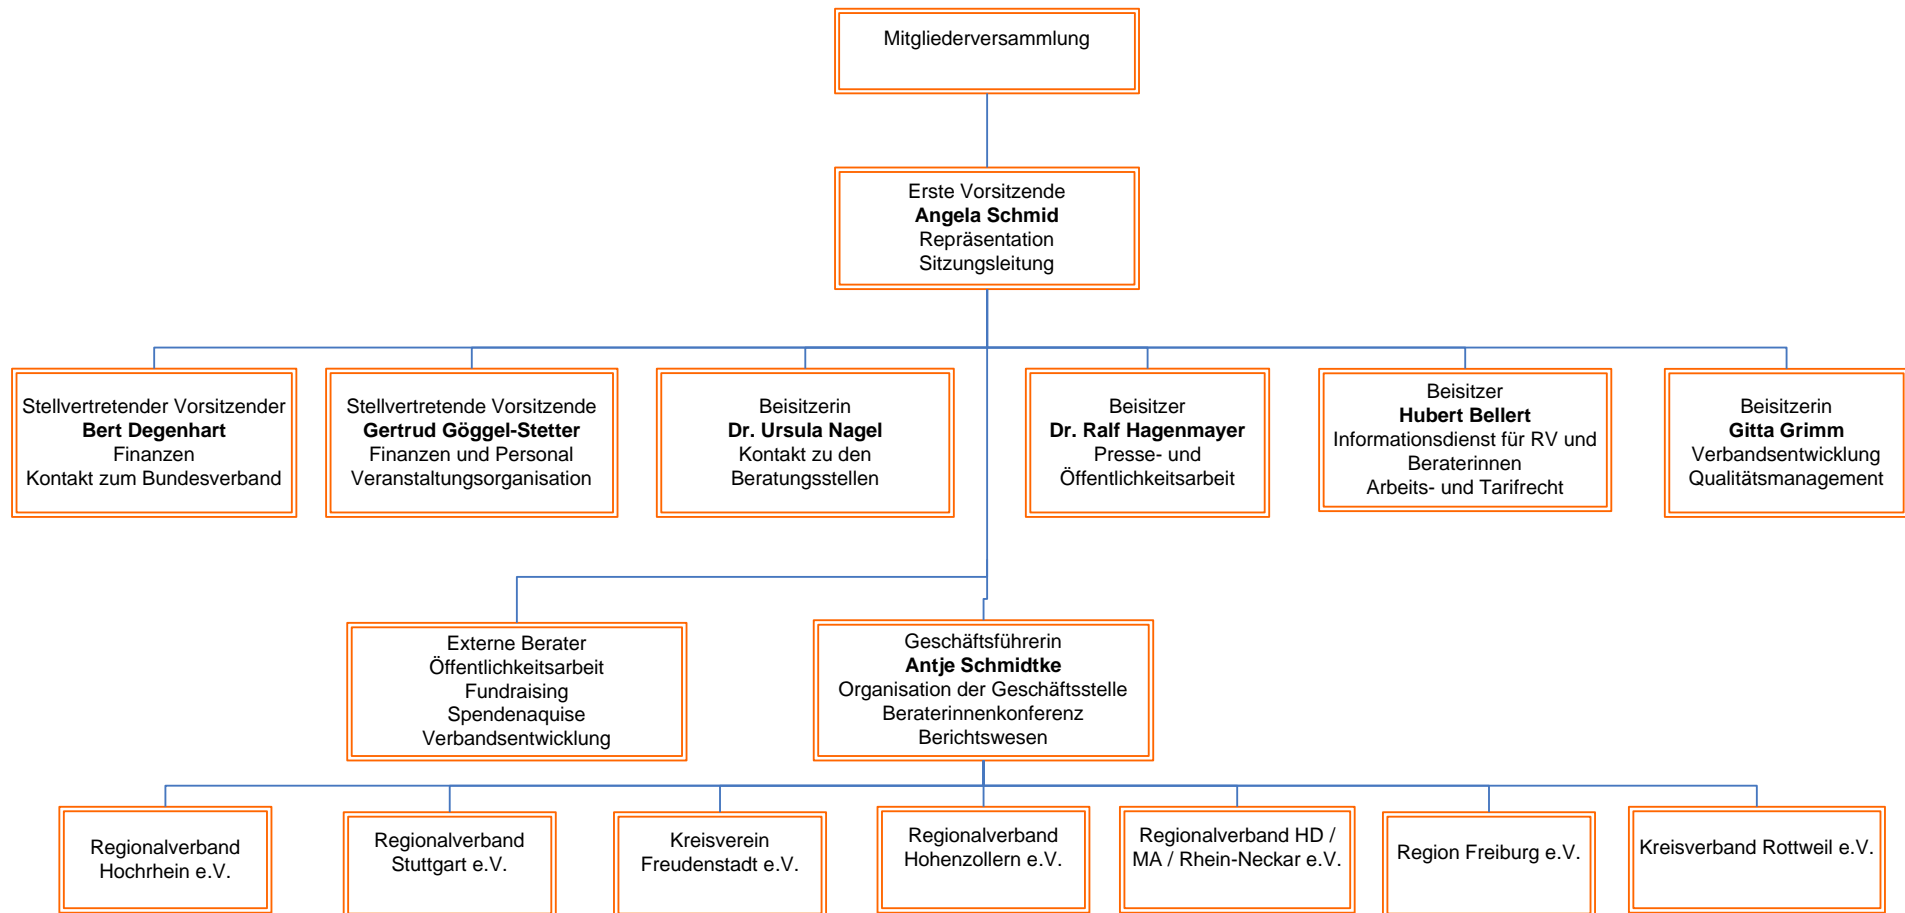 Mitgliederversammlung
Erste Vorsitzende
Angela Schmid
Repräsentation
Sitzungsleitung
Stellvertretender Vorsitzender
Bert Degenhart
Finanzen
Kontakt zum Bundesverband
Stellvertretende Vorsitzende
Gertrud Göggel-Stetter
Finanzen und Personal
Veranstaltungsorganisation
Beisitzerin
Dr. Ursula Nagel
Kontakt zu den
Beratungsstellen
Beisitzer
Dr. Ralf Hagenmayer
Presse- und
Öffentlichkeitsarbeit
Beisitzer
Hubert Bellert
Informationsdienst für RV und
Beraterinnen
Arbeits- und Tarifrecht
Beisitzerin
Gitta Grimm
Verbandsentwicklung
Qualitätsmanagement
Externe Berater
Öffentlichkeitsarbeit
Fundraising
Spendenaquise
Verbandsentwicklung
Geschäftsführerin
Antje Schmidtke
Organisation der Geschäftsstelle
Beraterinnenkonferenz
Berichtswesen
Regionalverband
Hochrhein e.V.
Regionalverband
Stuttgart e.V.
Kreisverein
Freudenstadt e.V.
Regionalverband
Hohenzollern e.V.
Regionalverband HD /
MA / Rhein-Neckar e.V.
Region Freiburg e.V.
Kreisverband Rottweil e.V.